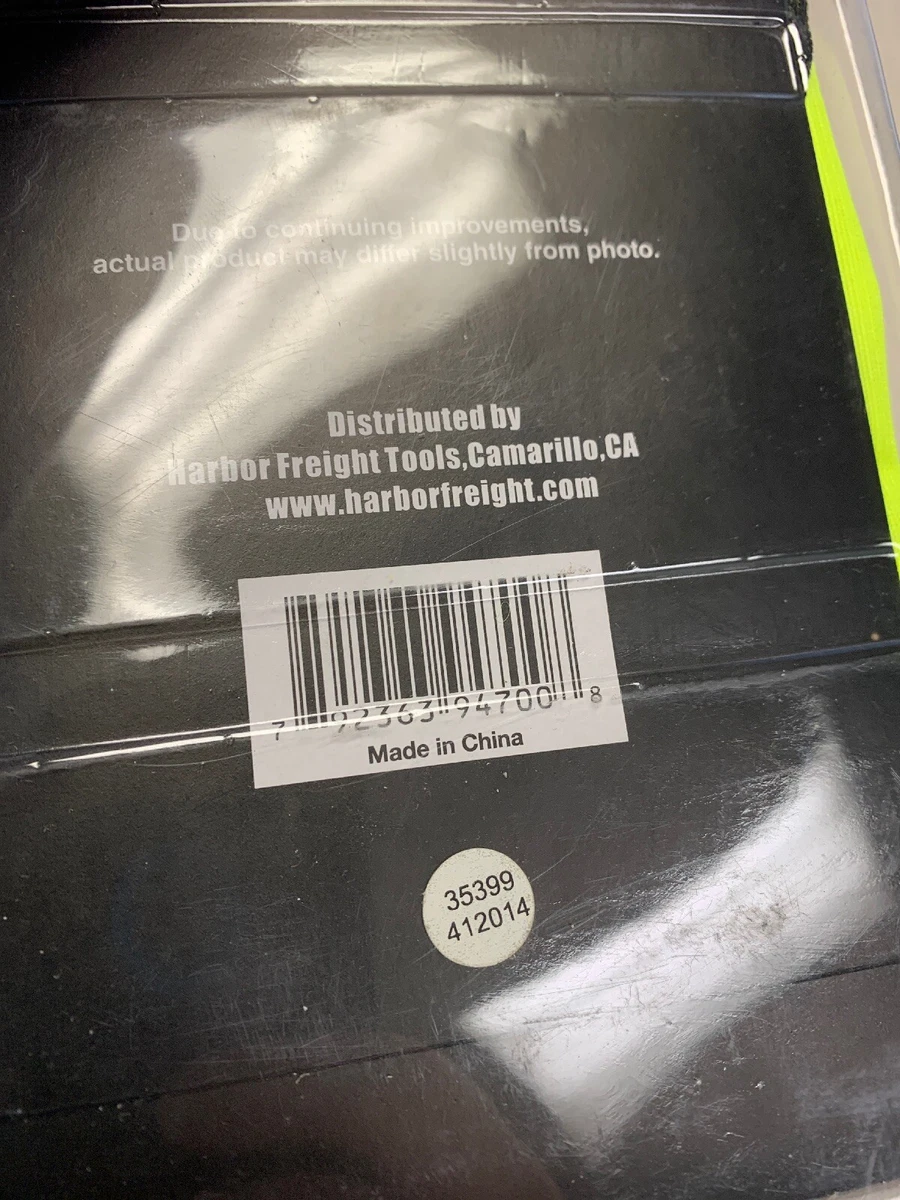 Due to continuing improvements,
actual product may differ slightly from photo.
Distributed by
Harbor Freight Tools,Camarillo,CA
www.harborfreight.com
7 92363 94700 8
Made in China
35399
412014